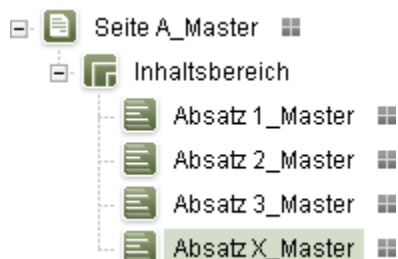 Seite A_Master
Inhaltsbereich
Absatz 1_Master
Absatz 2_Master
Absatz 3_Master
Absatz X_Master